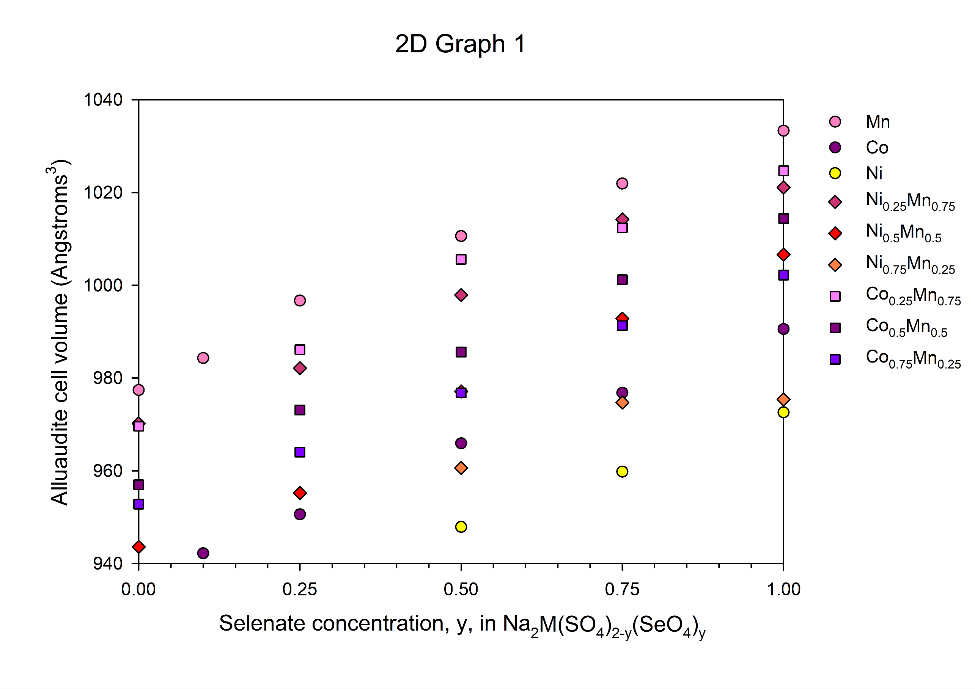 2D Graph 1
1040
1020
1000
980
960
940
Alluaudite cell volume (Angstroms³)
0.00 0.25 0.50 0.75 1.00
Selenate concentration, y, in Na₂M(SO₄)₂₋y(SeO₄)y
Mn
Co
Ni
Ni₀.₂₅Mn₀.₇₅
Ni₀.₅Mn₀.₅
Ni₀.₇₅Mn₀.₂₅
Co₀.₂₅Mn₀.₇₅
Co₀.₅Mn₀.₅
Co₀.₇₅Mn₀.₂₅